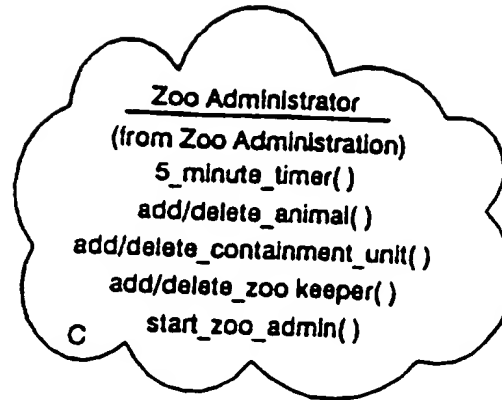 Zoo Administrator
(from Zoo Administration)
5_minute_timer( )
add/delete_animal( )
add/delete_containment_unit( )
add/delete_zoo keeper( )
start_zoo_admin( )
C